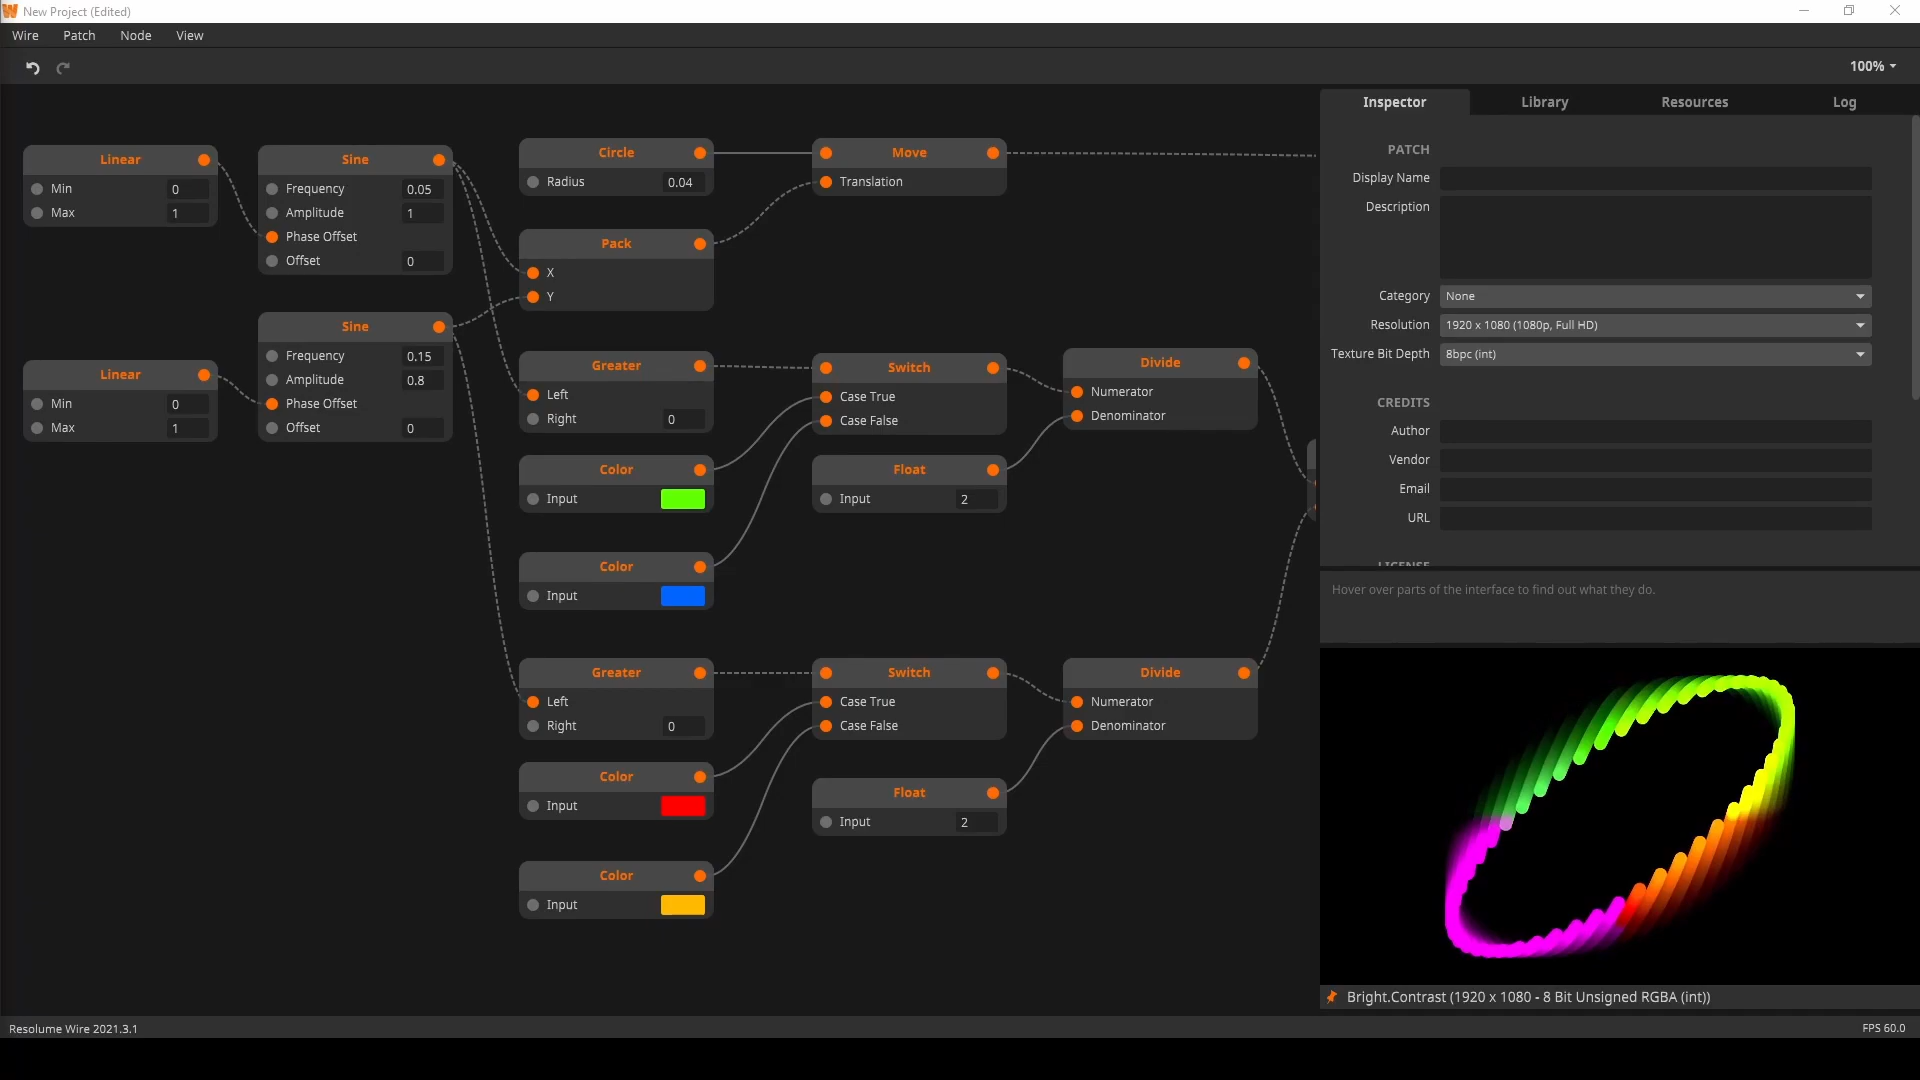 New Project (Edited)
Wire Patch Node View
100%
Linear
Min 0
Max 1
Sine
Frequency 0.05
Amplitude 1
Phase Offset
Offset 0
Circle
Radius 0.04
Move
Translation
Pack
X
Y
Sine
Frequency 0.15
Amplitude 0.8
Phase Offset
Offset 0
Linear
Min 0
Max 1
Greater
Left
Right 0
Switch
Case True
Case False
Divide
Numerator
Denominator
Color
Input
Float
Input 2
Color
Input
Greater
Left
Right 0
Switch
Case True
Case False
Divide
Numerator
Denominator
Color
Input
Float
Input 2
Color
Input
Inspector Library Resources Log
PATCH
Display Name
Description
Category None
Resolution 1920 x 1080 (1080p, Full HD)
Texture Bit Depth 8bpc (int)
CREDITS
Author
Vendor
Email
URL
LICENSE
Hover over parts of the interface to find out what they do.
Bright.Contrast (1920 x 1080 - 8 Bit Unsigned RGBA (int))
Resolume Wire 2021.3.1
FPS 60.0